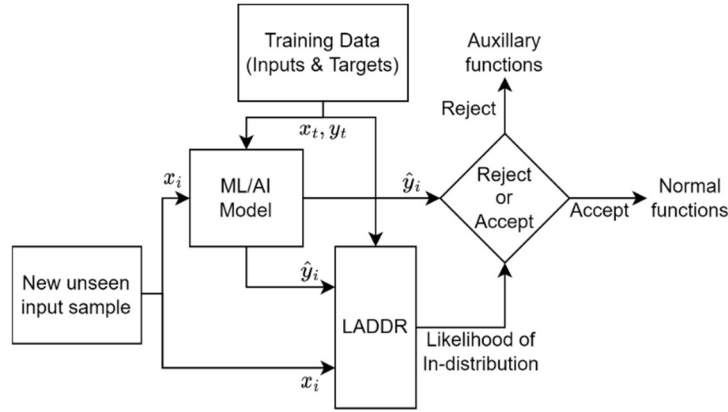 Training Data
(Inputs & Targets)
Auxillary
functions
Reject
x_t, y_t
x_i
ML/AI
Model
ŷ_i
Reject
or
Accept
Accept
Normal
functions
New unseen
input sample
ŷ_i
LADDR
Likelihood of
In-distribution
x_i